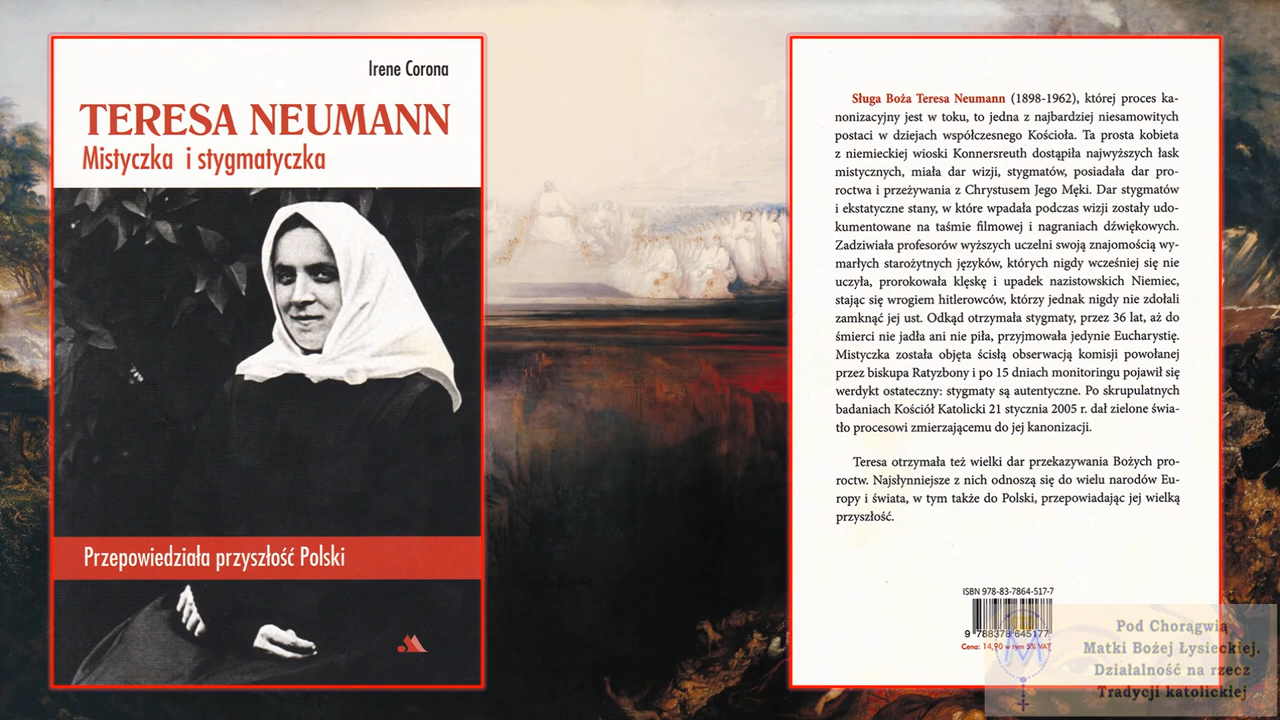 Irene Corona
TERESA NEUMANN
Mistyczka i stygmatyczka
Przepowiedziała przyszłość Polski
Sługa Boża Teresa Neumann (1898-1962), której proces ka-
nonizacyjny jest w toku, to jedna z najbardziej niesamowitych
postaci w dziejach współczesnego Kościoła. Ta prosta kobieta
z niemieckiej wioski Konnersreuth dostąpiła najwyższych łask
mistycznych, miała dar wizji, stygmatów, posiadała dar pro-
roctwa i przeżywania z Chrystusem Jego Męki. Dar stygmatów
i ekstatyczne stany, w które wpadała podczas wizji zostały udo-
kumentowane na taśmie filmowej i nagraniach dźwiękowych.
Zadziwiała profesorów wyższych uczelni swoją znajomością wy-
marłych starożytnych języków, których nigdy wcześniej się nie
uczyła, prorokowała klęskę i upadek nazistowskich Niemiec,
stając się wrogiem hitlerowców, którzy jednak nigdy nie zdołali
zamknąć jej ust. Odkąd otrzymała stygmaty, przez 36 lat, aż do
śmierci nie jadła ani nie piła, przyjmowała jedynie Eucharystię.
Mistyczka została objęta ścisłą obserwacją komisji powołanej
przez biskupa Ratyzbony i po 15 dniach monitoringu pojawił się
werdykt ostateczny: stygmaty są autentyczne. Po skrupulatnych
badaniach Kościół Katolicki 21 stycznia 2005 r. dał zielone świa-
tło procesowi zmierzającemu do jej kanonizacji.
Teresa otrzymała też wielki dar przekazywania Bożych pro-
roctw. Najsłynniejsze z nich odnoszą się do wielu narodów Eu-
ropy i świata, w tym także do Polski, przepowiadając jej wielką
przyszłość.
ISBN 978-83-7864-517-7
9 788378 645177
Cena: 14,90 w tym 5% VAT
Pod Chorągwią
Matki Bożej Łysieckiej.
Działalność na rzecz
Tradycji katolickiej